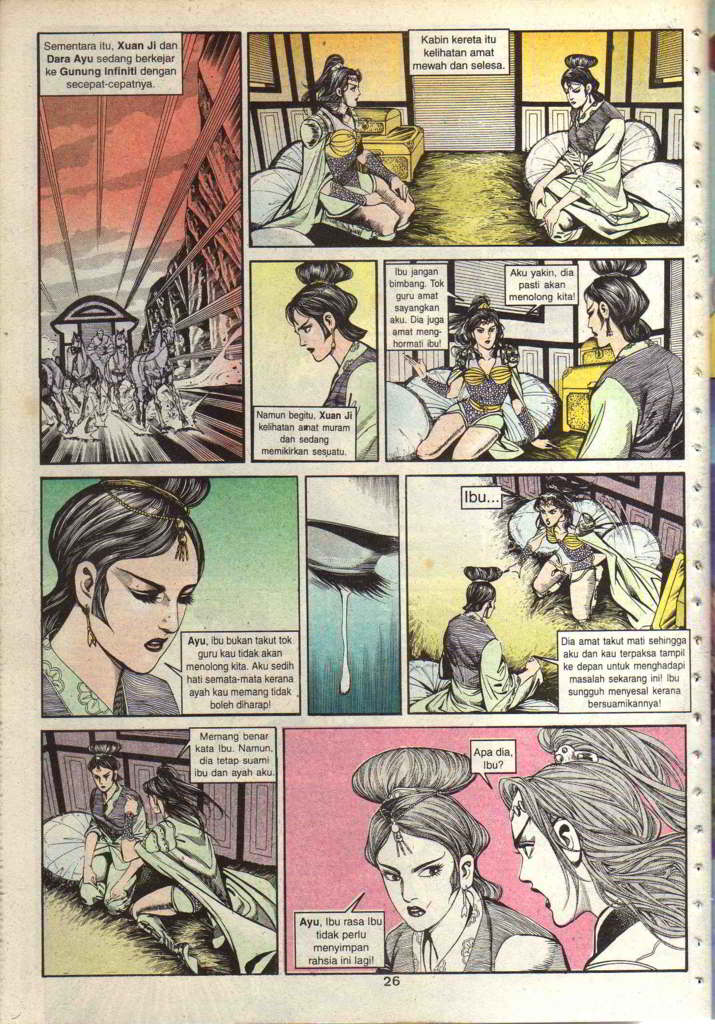 Sementara itu, Xuan Ji dan
Dara Ayu sedang berkejar
ke Gunung Infiniti dengan
secepat-cepatnya.
Kabin kereta itu
kelihatan amat
mewah dan selesa.
Namun begitu, Xuan Ji
kelihatan amat muram
dan sedang
memikirkan sesuatu.
Ibu jangan
bimbang. Tok
guru amat
sayangkan
aku. Dia juga
amat meng-
hormati ibu!
Aku yakin, dia
pasti akan
menolong kita!
Ayu, ibu bukan takut tok
guru kau tidak akan
menolong kita. Aku sedih
hati semata-mata kerana
ayah kau memang tidak
boleh diharap!
Ibu...
Dia amat takut mati sehingga
aku dan kau terpaksa tampil
ke depan untuk menghadapi
masalah sekarang ini! Ibu
sungguh menyesal kerana
bersuamikannya!
Memang benar
kata Ibu. Namun,
dia tetap suami
ibu dan ayah aku.
Apa dia,
Ibu?
Ayu, Ibu rasa Ibu
tidak perlu
menyimpan
rahsia ini lagi!
26